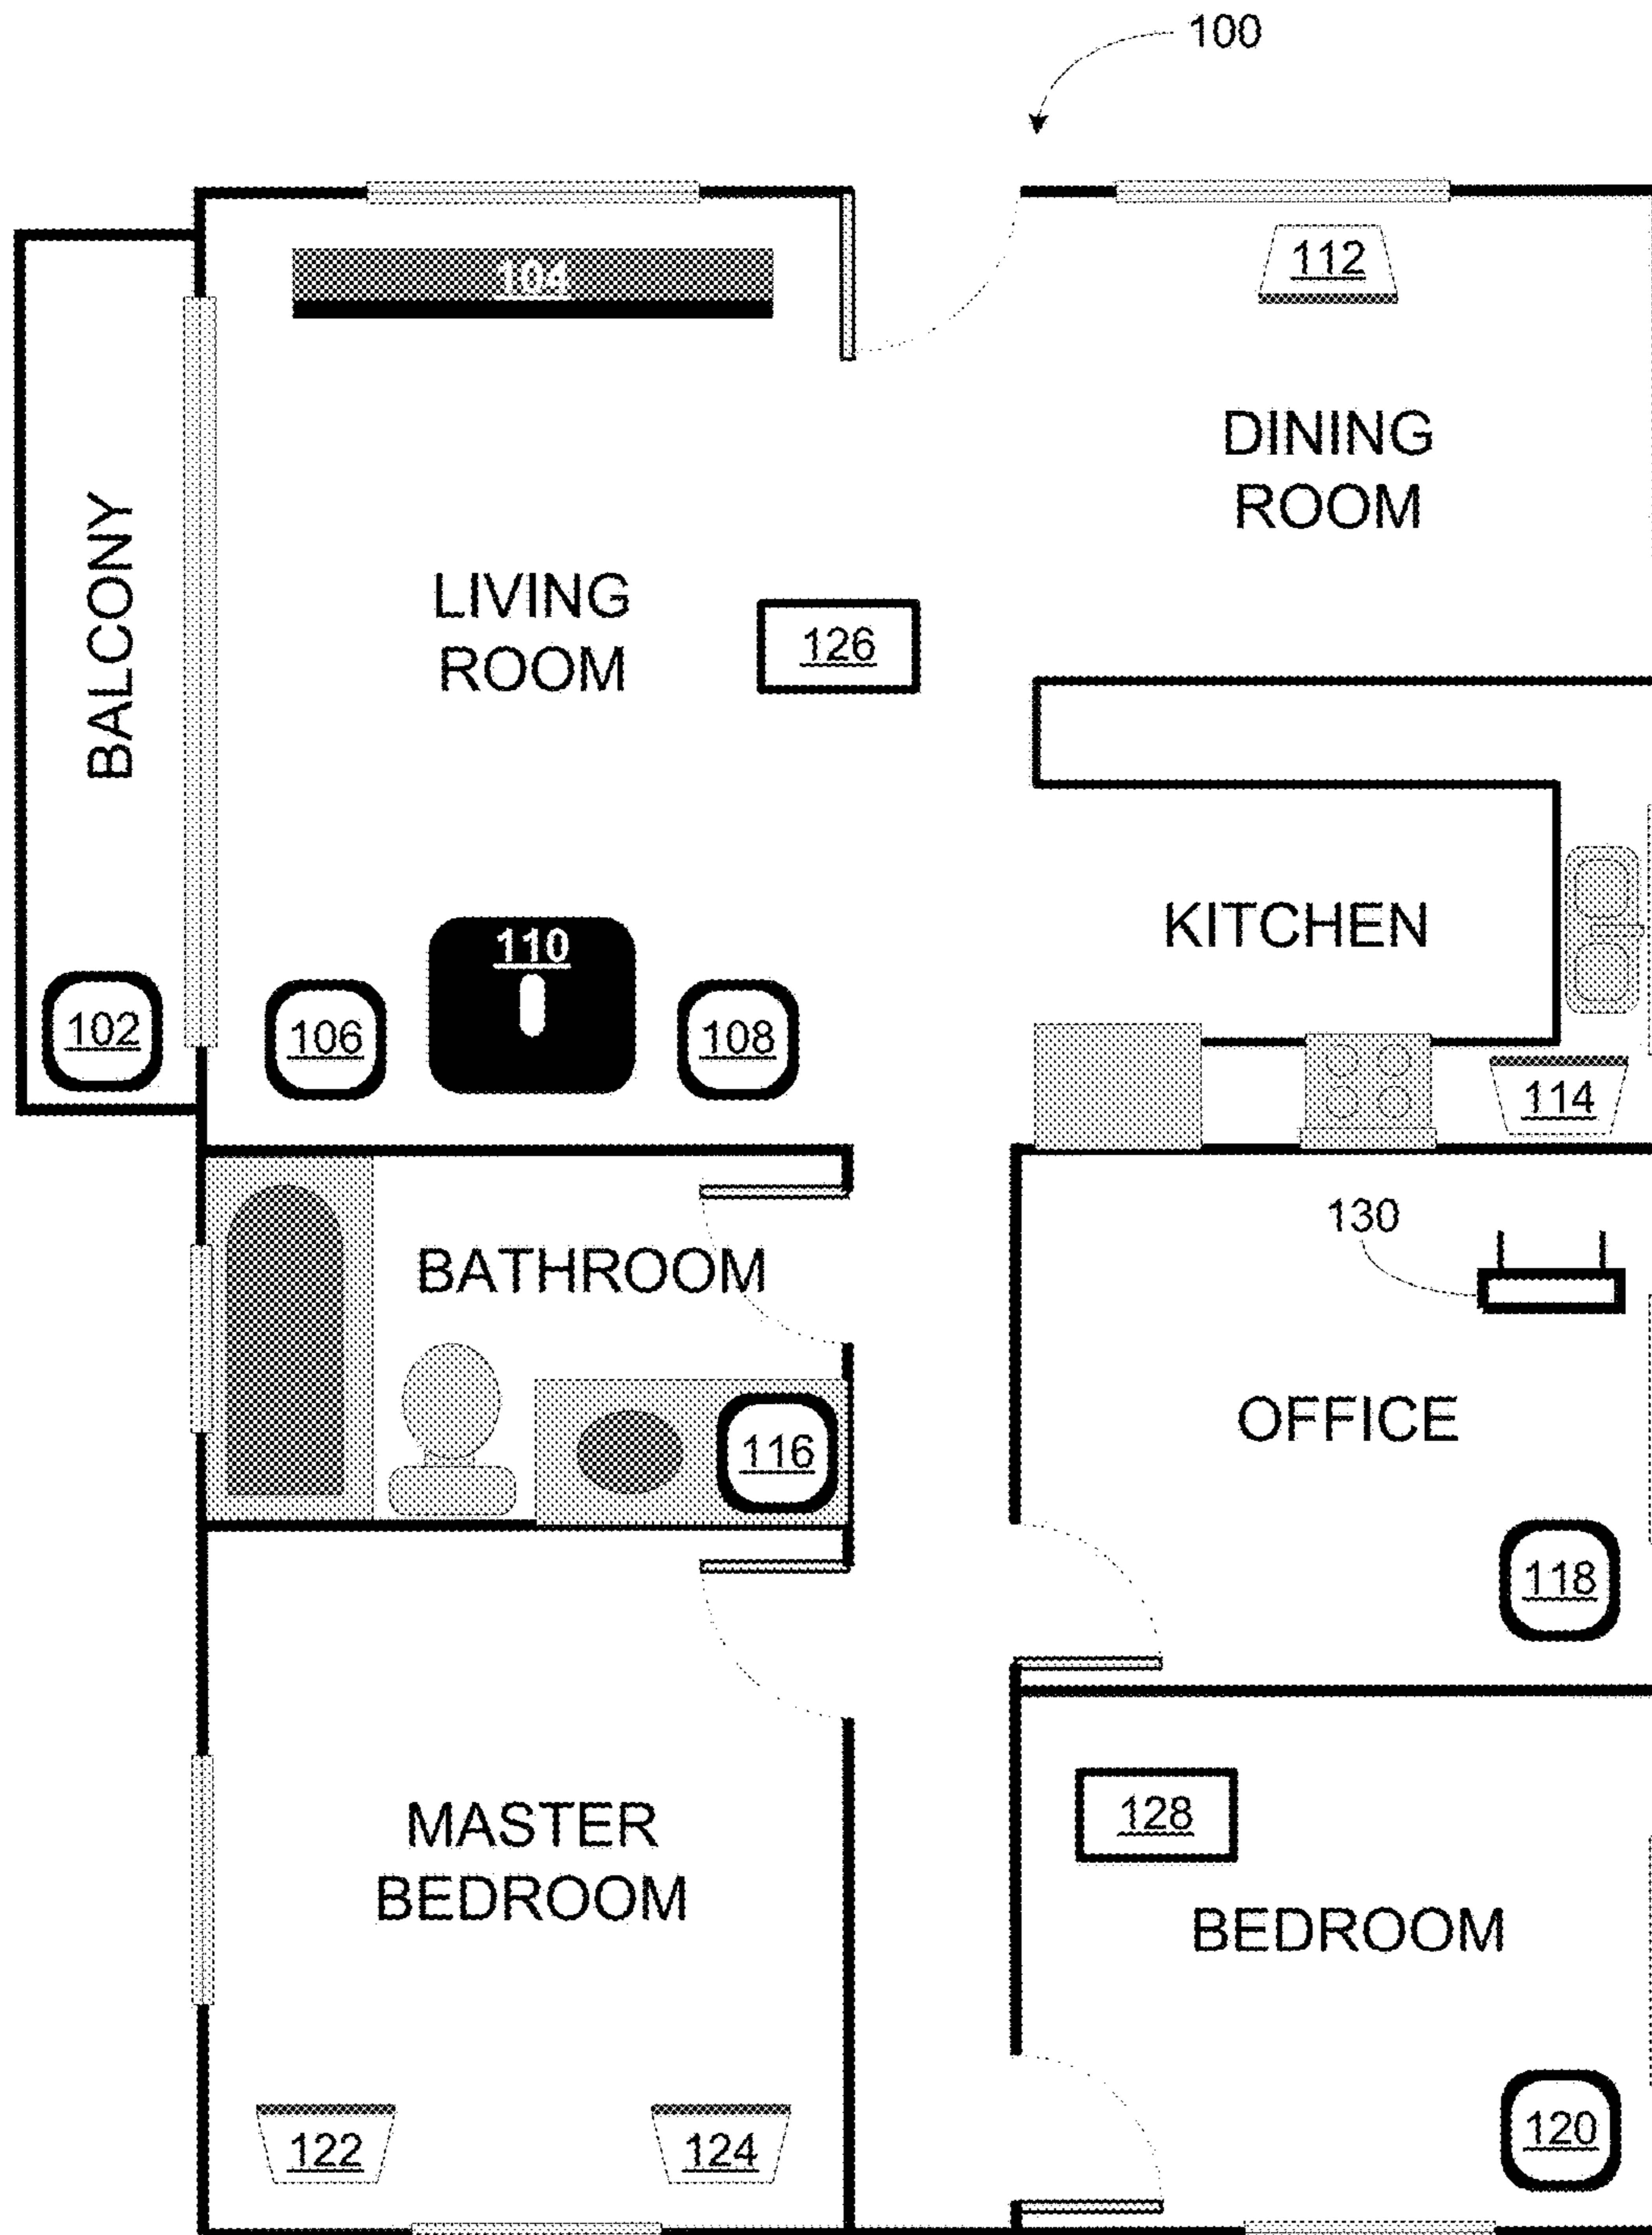 100
104
112
DINING
ROOM
BALCONY
LIVING
ROOM
126
KITCHEN
110
102
106
108
114
130
BATHROOM
OFFICE
116
118
MASTER
BEDROOM
128
BEDROOM
122
124
120